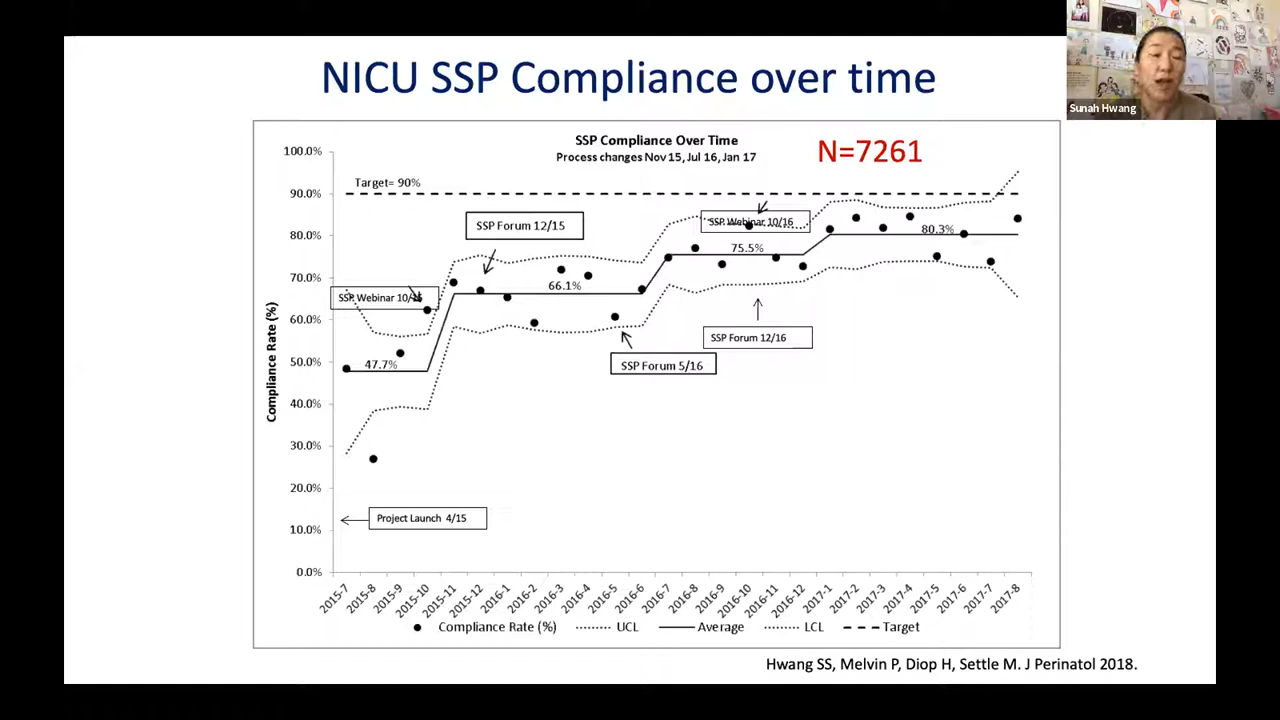 NICU SSP Compliance over time
Sunah Hwang
SSP Compliance Over Time
Process changes Nov 15, Jul 16, Jan 17
N=7261
100.0%
90.0%
80.0%
70.0%
60.0%
50.0%
40.0%
30.0%
20.0%
10.0%
0.0%
Compliance Rate (%)
Target= 90%
SSP Forum 12/15
SSP Webinar 10/16
75.5%
80.3%
66.1%
SSP Webinar 10/15
SSP Forum 12/16
47.7%
SSP Forum 5/16
Project Launch 4/15
2015-7
2015-8
2015-9
2015-10
2015-11
2015-12
2016-1
2016-2
2016-3
2016-4
2016-5
2016-6
2016-7
2016-8
2016-9
2016-10
2016-11
2016-12
2017-1
2017-2
2017-3
2017-4
2017-5
2017-6
2017-7
2017-8
Compliance Rate (%) UCL Average LCL Target
Hwang SS, Melvin P, Diop H, Settle M. J Perinatol 2018.